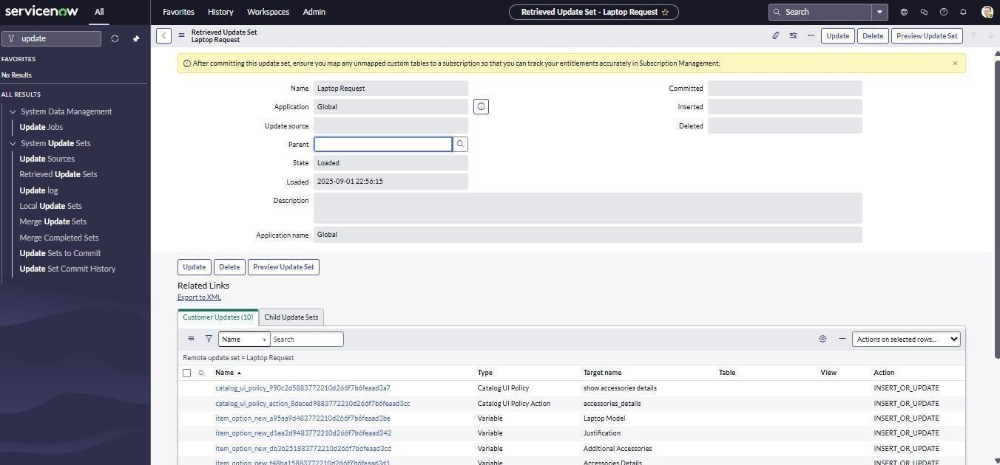 servicenow All Favorites History Workspaces Admin Retrieved Update Set - Laptop Request Search
update
Retrieved Update Set
Laptop Request
Update Delete Preview Update Set
FAVORITES
No Results
ALL RESULTS
System Data Management
Update Jobs
System Update Sets
Update Sources
Retrieved Update Sets
Update log
Local Update Sets
Merge Update Sets
Merge Completed Sets
Update Sets to Commit
Update Set Commit History
After committing this update set, ensure you map any unmapped custom tables to a subscription so that you can track your entitlements accurately in Subscription Management.
Name Laptop Request Committed
Application Global Inserted
Update source Deleted
Parent
State Loaded
Loaded 2025-09-01 22:56:15
Description
Application name Global
Update Delete Preview Update Set
Related Links
Export to XML
Customer Updates (10) Child Update Sets
Name Search Actions on selected rows...
Remote update set = Laptop Request
Name Type Target name Table View Action
catalog_ui_policy_990c2d5883772210d266f7b6feaad3a7 Catalog UI Policy show accessories details INSERT_OR_UPDATE
catalog_ui_policy_action_8deced9883772210d266f7b6feaad3cc Catalog UI Policy Action accessories_details INSERT_OR_UPDATE
item_option_new_a95aa9d483772210d266f7b6feaad3be Variable Laptop Model INSERT_OR_UPDATE
item_option_new_d1ea2d9483772210d266f7b6feaad342 Variable Justification INSERT_OR_UPDATE
item_option_new_db3b251883772210d266f7b6feaad3cd Variable Additional Accessories INSERT_OR_UPDATE
item_option_new_f48ba15883772210d266f7b6feaad3d1 Variable Accessories Details INSERT_OR_UPDATE